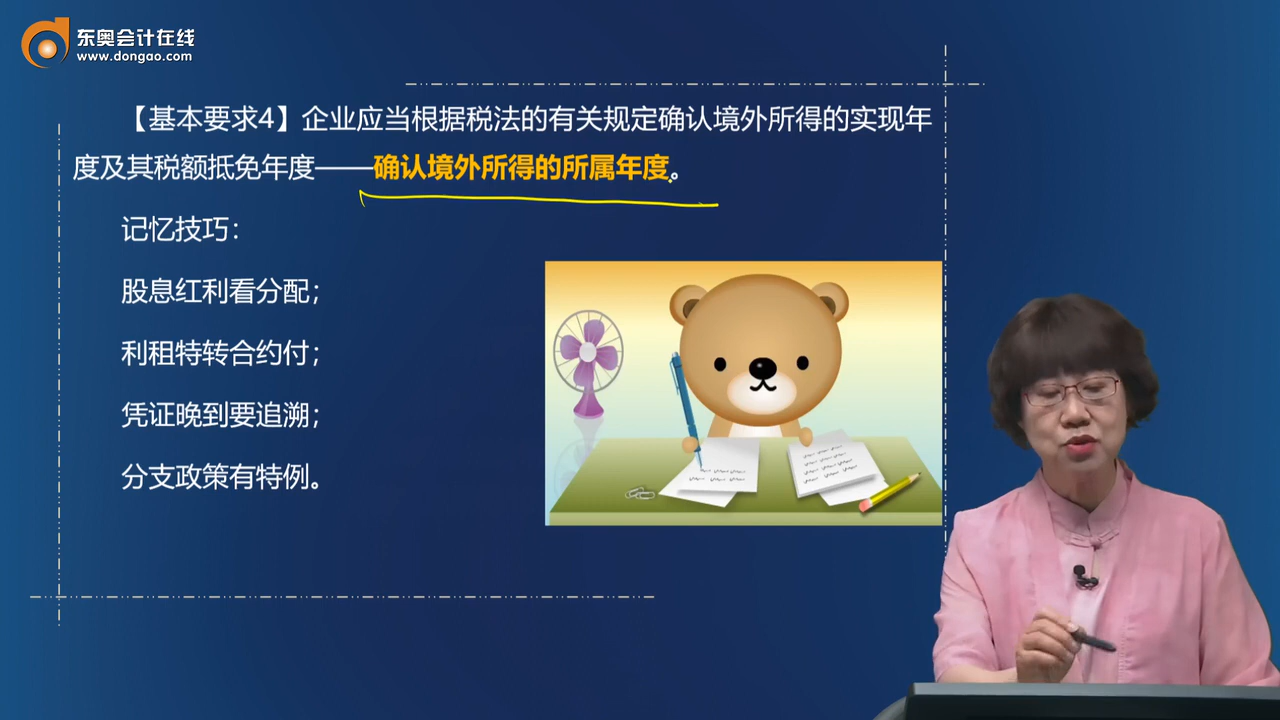 东奥会计在线
www.dongao.com
【基本要求4】企业应当根据税法的有关规定确认境外所得的实现年
度及其税额抵免年度——确认境外所得的所属年度。
记忆技巧：
股息红利看分配；
利租特转合约付；
凭证晚到要追溯；
分支政策有特例。